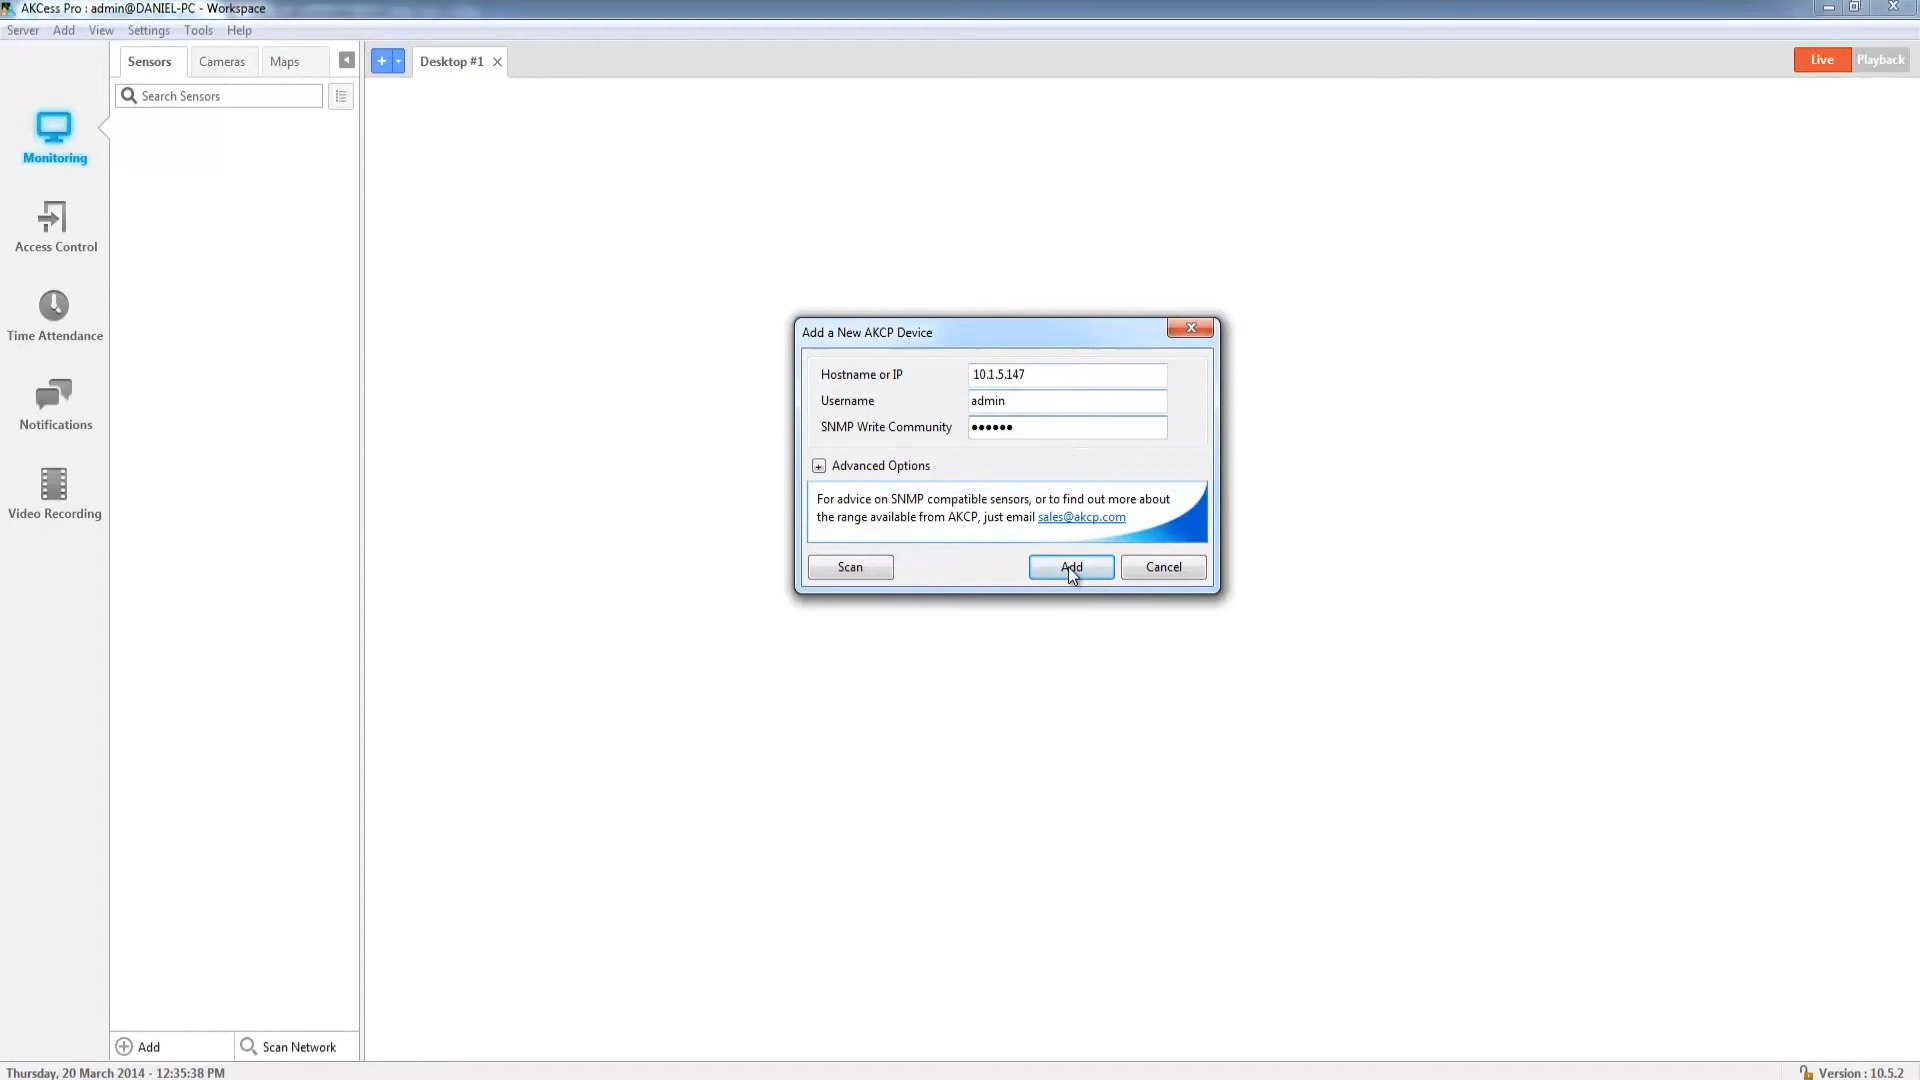 AKCess Pro : admin@DANIEL-PC - Workspace
Server Add View Settings Tools Help
Sensors Cameras Maps
Desktop #1
Live Playback
Search Sensors
Monitoring
Access Control
Time Attendance
Notifications
Video Recording
Add a New AKCP Device
Hostname or IP 10.1.5.147
Username admin
SNMP Write Community ••••••
Advanced Options
For advice on SNMP compatible sensors, or to find out more about
the range available from AKCP, just email sales@akcp.com
Scan Add Cancel
Add Scan Network
Thursday, 20 March 2014 - 12:35:38 PM
Version : 10.5.2